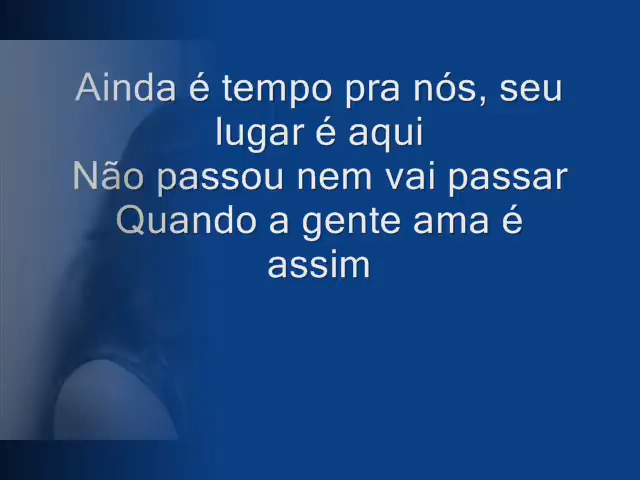 Ainda é tempo pra nós, seu
lugar é aqui
Não passou nem vai passar
Quando a gente ama é
assim